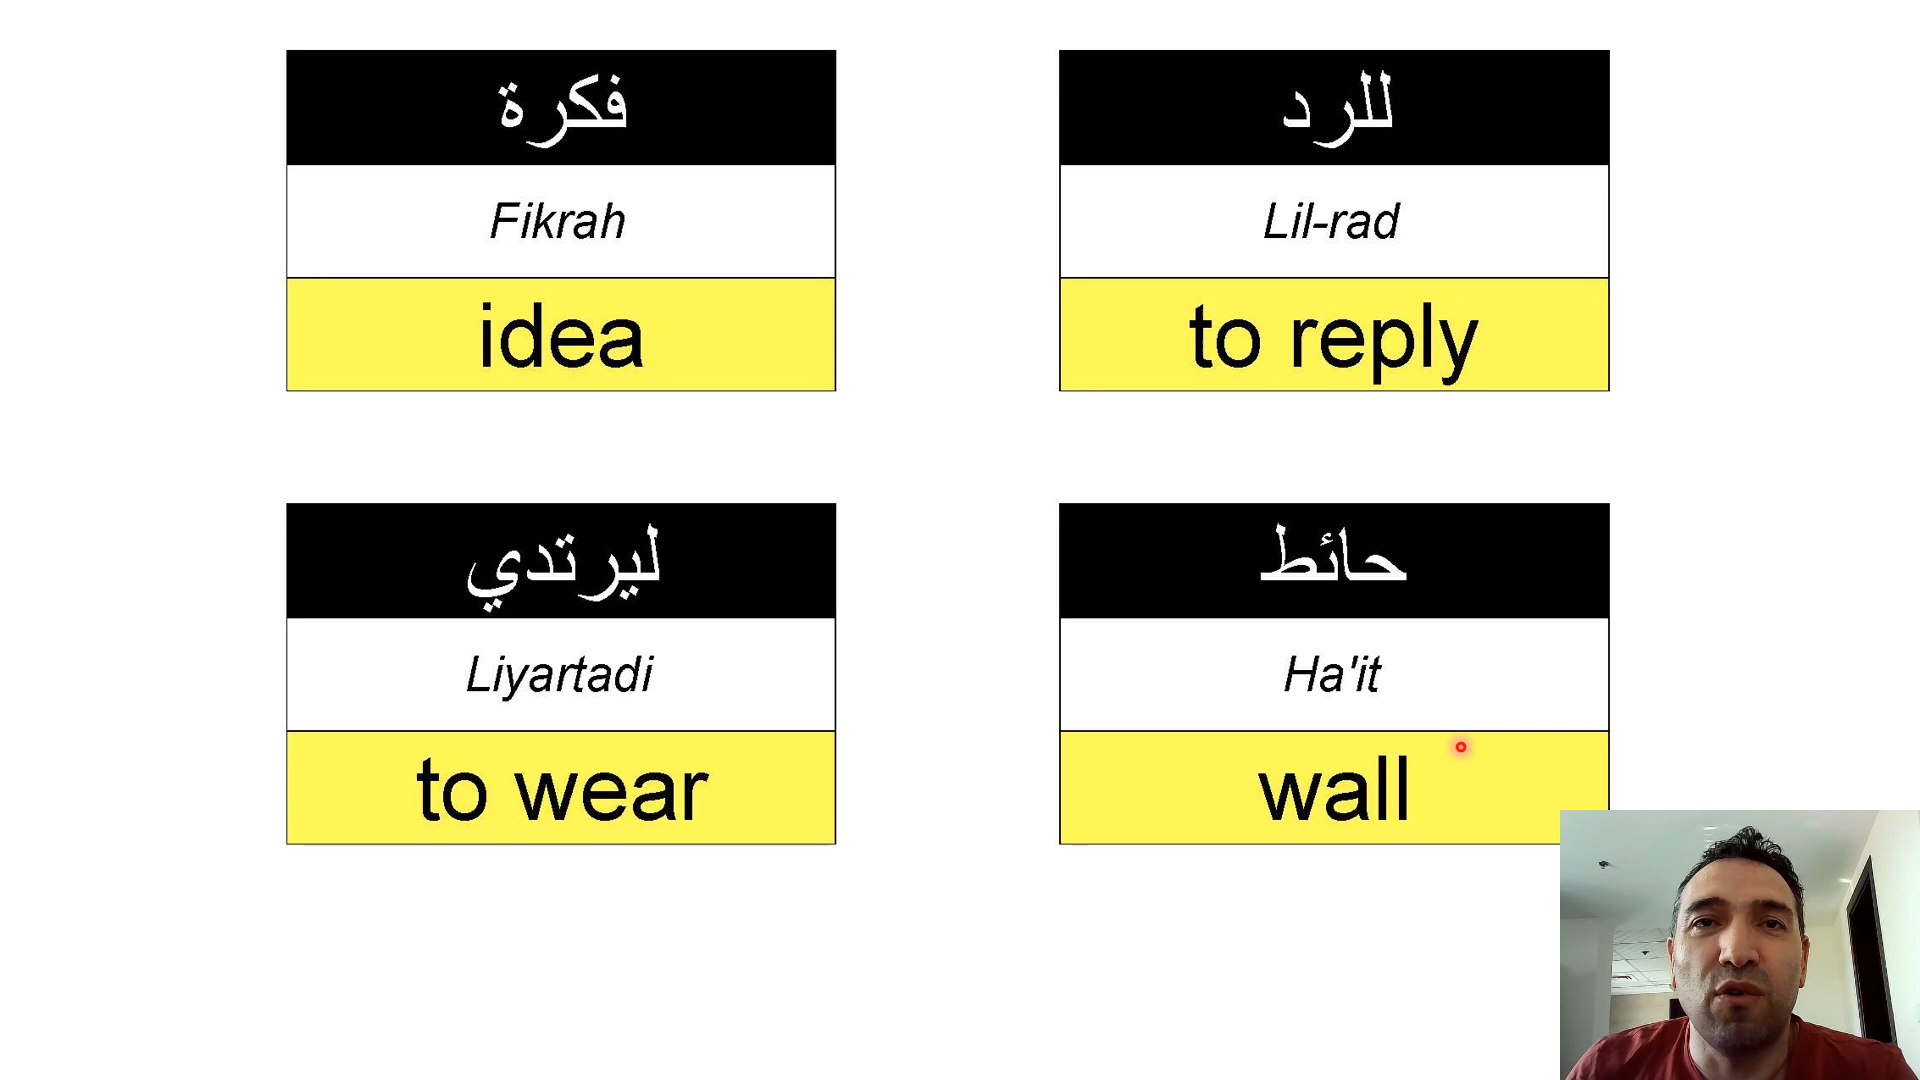 فكرة
Fikrah
idea
للرد
Lil-rad
to reply
ليرتدي
Liyartadi
to wear
حائط
Ha'it
wall